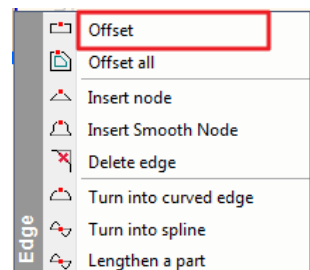 Offset
Offset all
Insert node
Insert Smooth Node
Delete edge
Turn into curved edge
Turn into spline
Lengthen a part
Edge